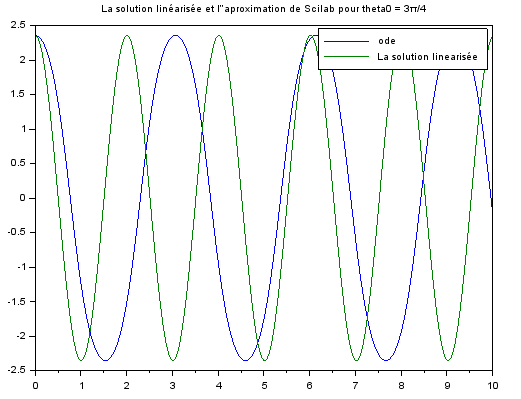 La solution linéarisée et l''aproximation de Scilab pour theta0 = 3π/4
ode
La solution linearisée
2.5
2
1.5
1
0.5
0
-0.5
-1
-1.5
-2
-2.5
0 1 2 3 4 5 6 7 8 9 10